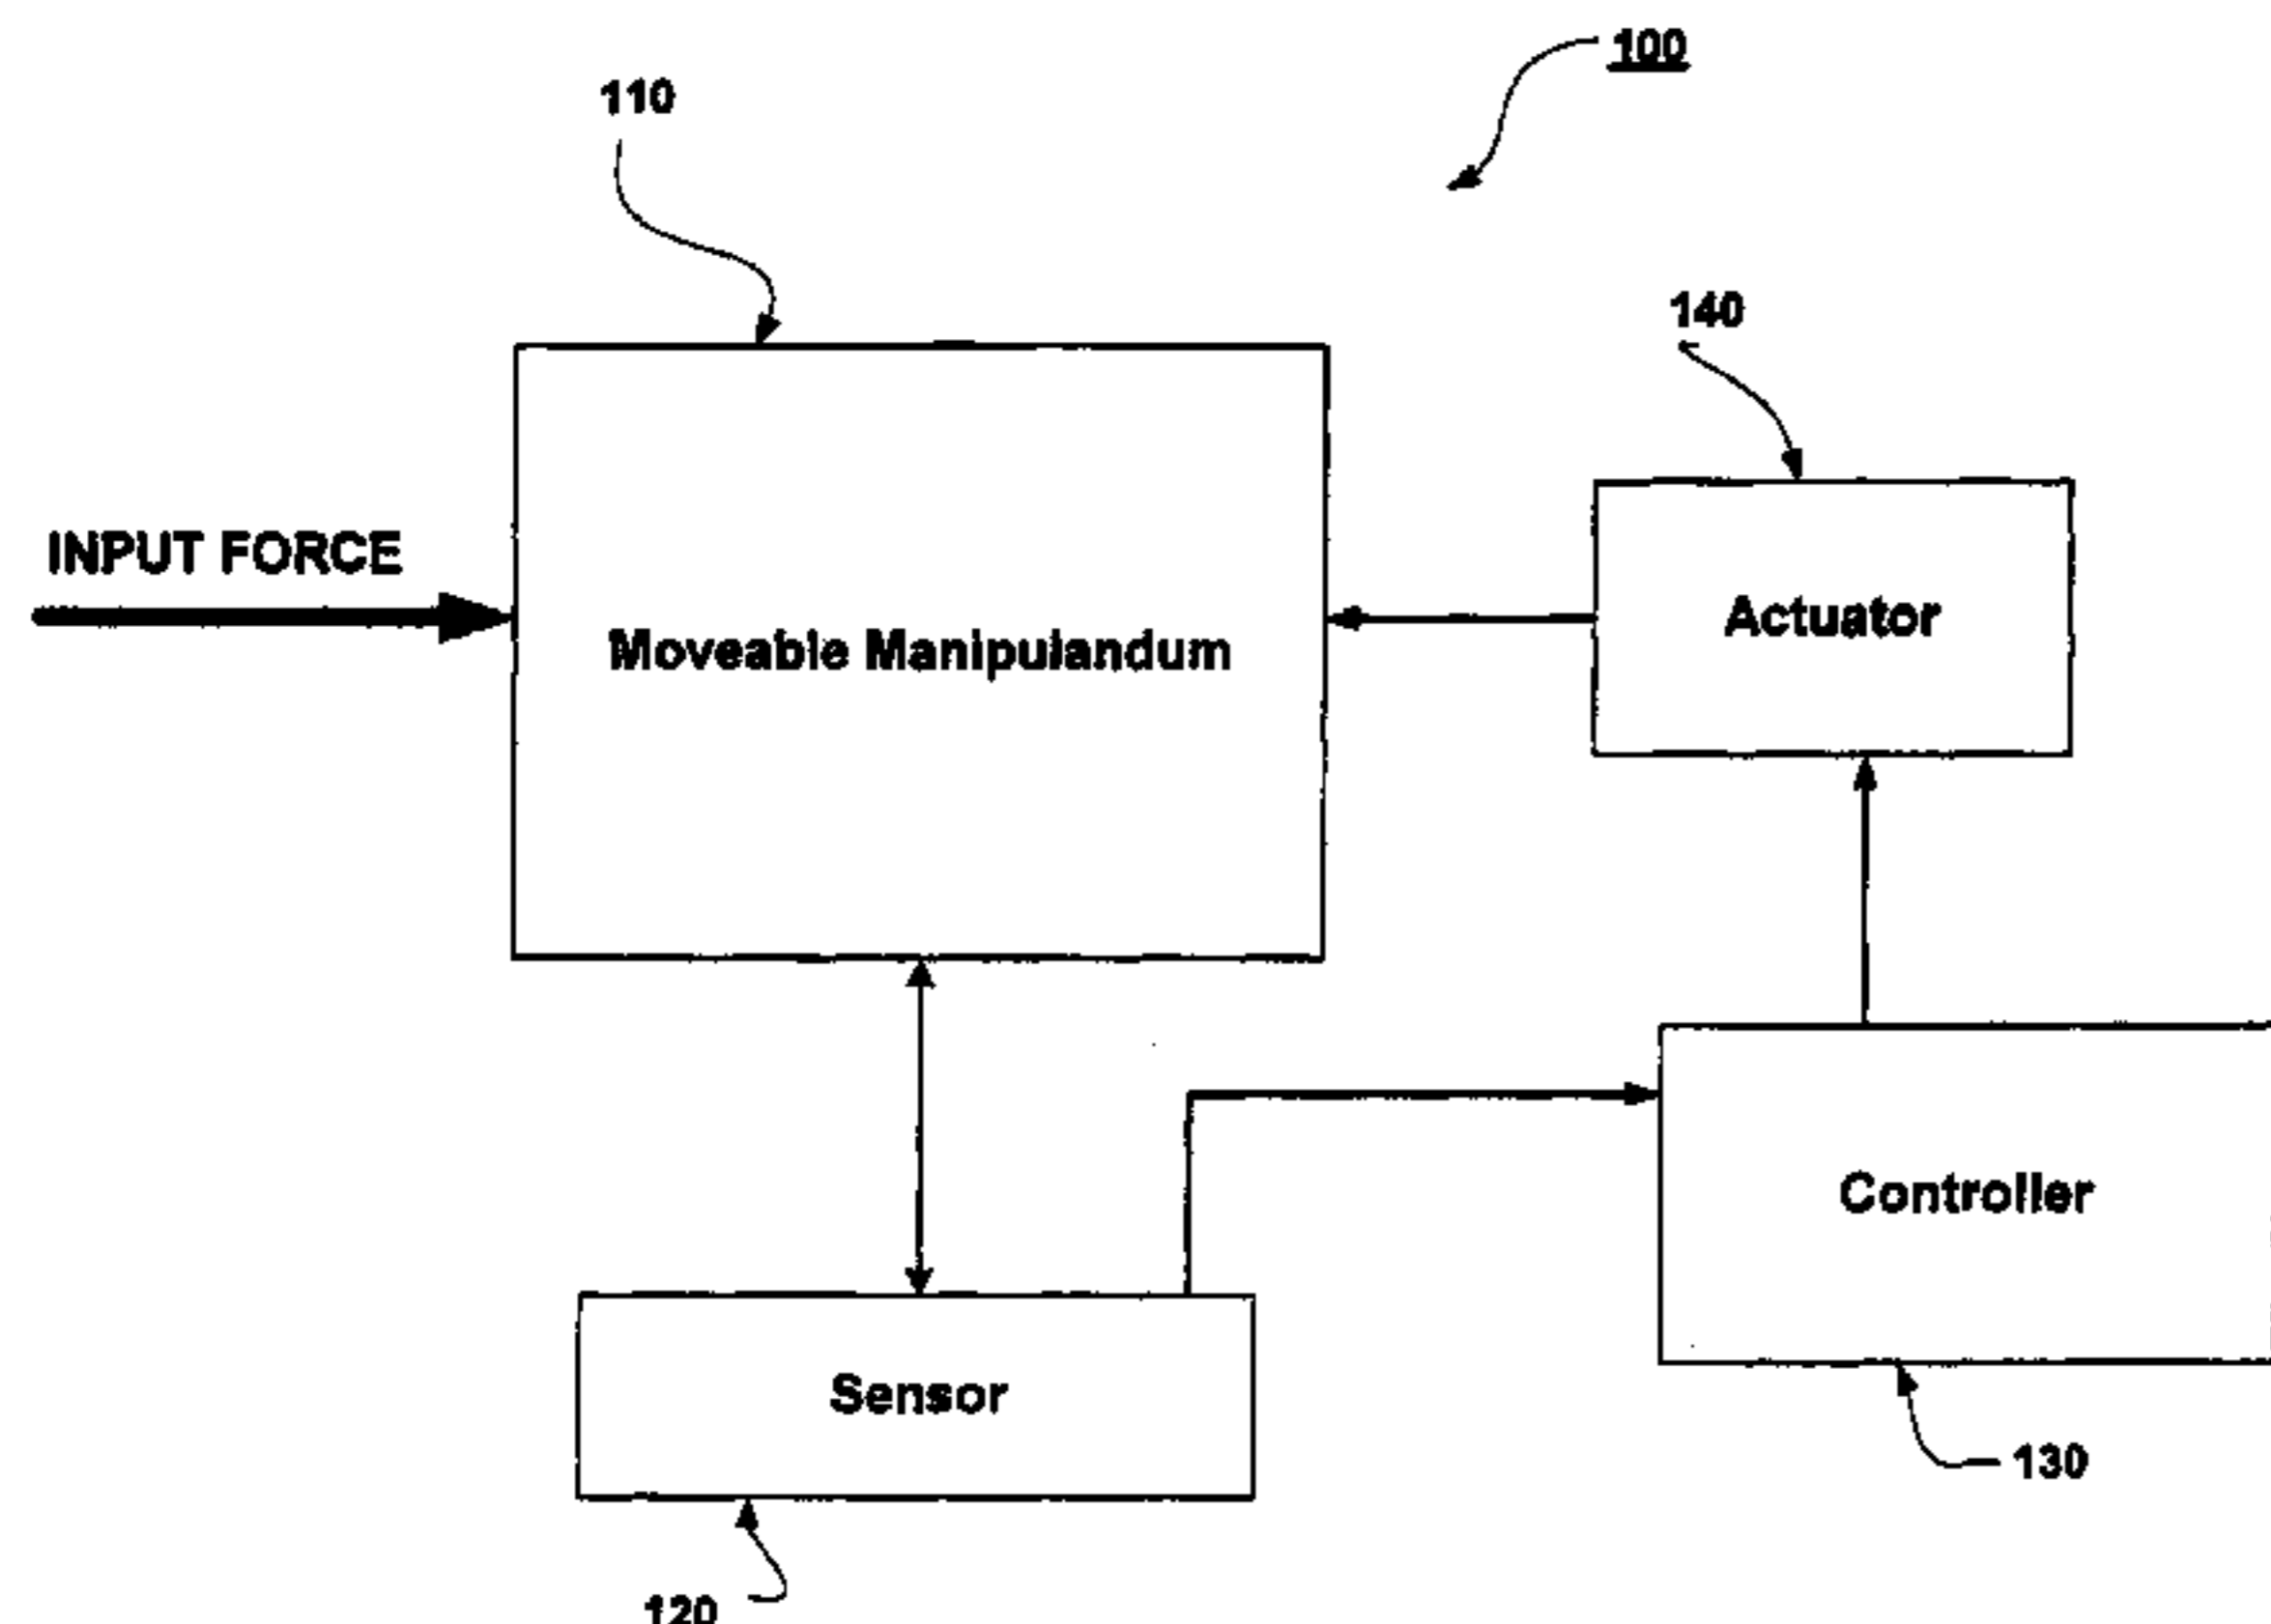 100
110
140
INPUT FORCE
Moveable Manipulandum
Actuator
Controller
Sensor
130
120